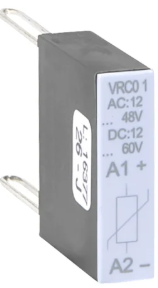 VRC0 1
AC:12
... 48V
DC:12
... 60V
A1 +
A2 –